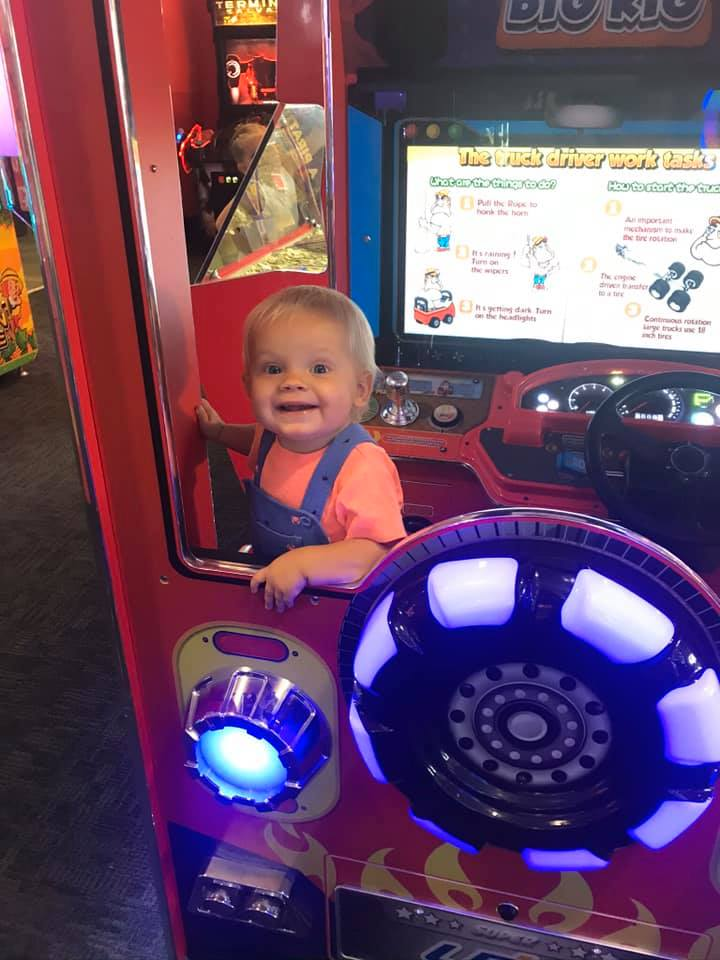 TERMIN
BIG RIG
The truck driver work tasks
What are the things to do?
1 Pull the Rope to
honk the horn
2 It's raining !
Turn on
the wipers
3 It's getting dark. Turn
on the headlights
How to start the truc
1 An important
mechanism to make
the tire rotation
2 The engine
driven transfer
to a tire
3 Continuous rotation
large trucks use 18
inch tires
SUPER